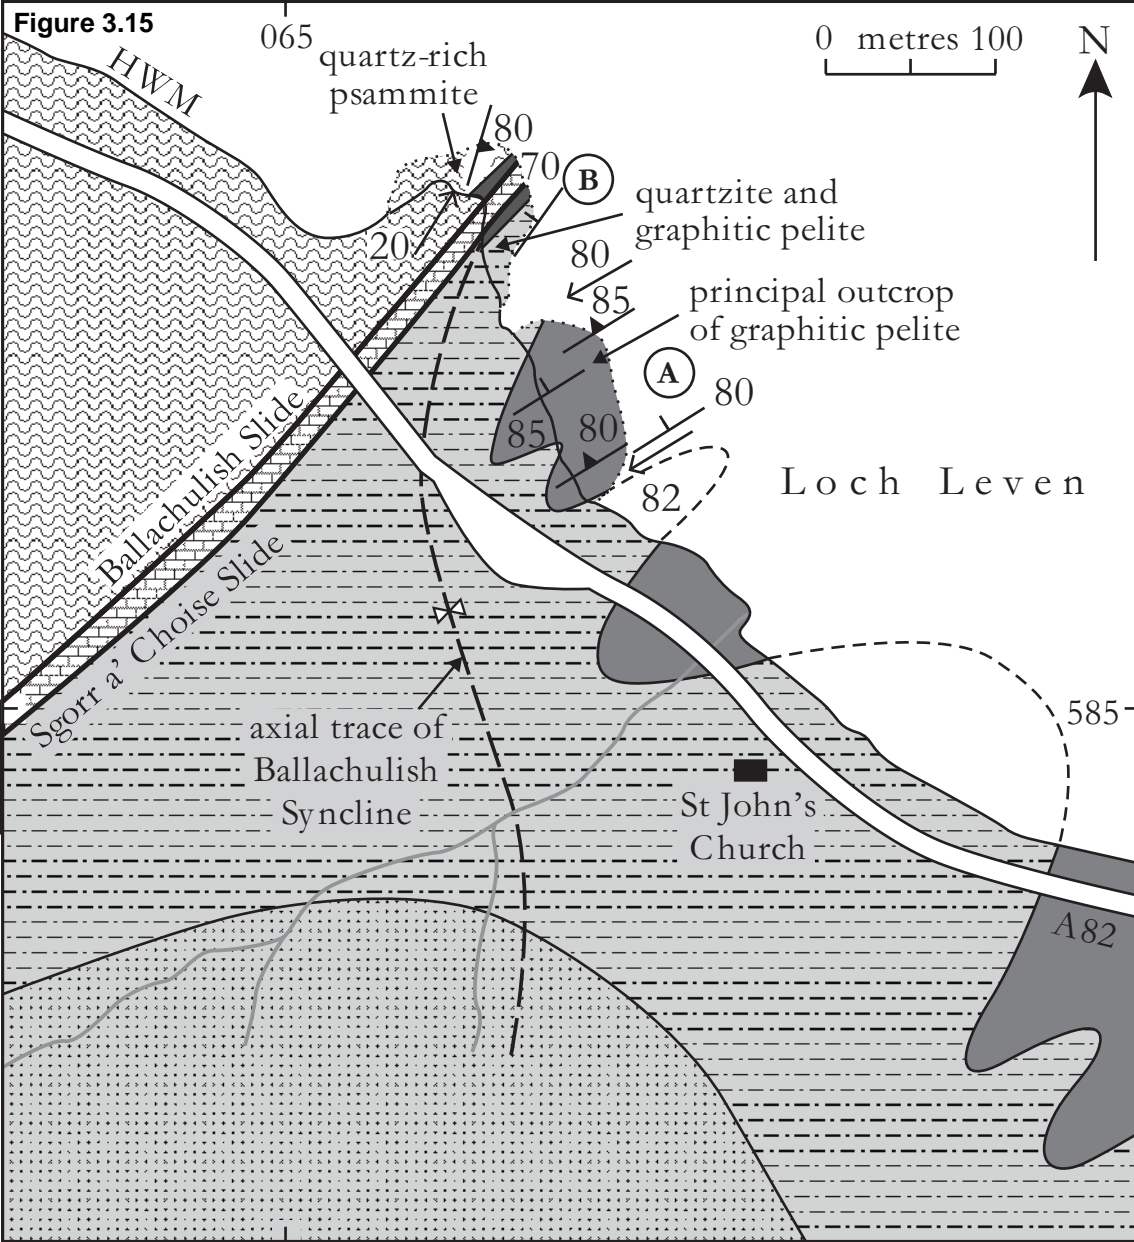 Figure 3.15
065
0 metres 100
N
HWM
quartz-rich
psammite
80
70
B
quartzite and
graphitic pelite
20
80
85
principal outcrop
of graphitic pelite
A
80
85
80
82
Loch Leven
Ballachulish Slide
Sgorr a' Choise Slide
axial trace of
Ballachulish
Syncline
585
St John's
Church
A82